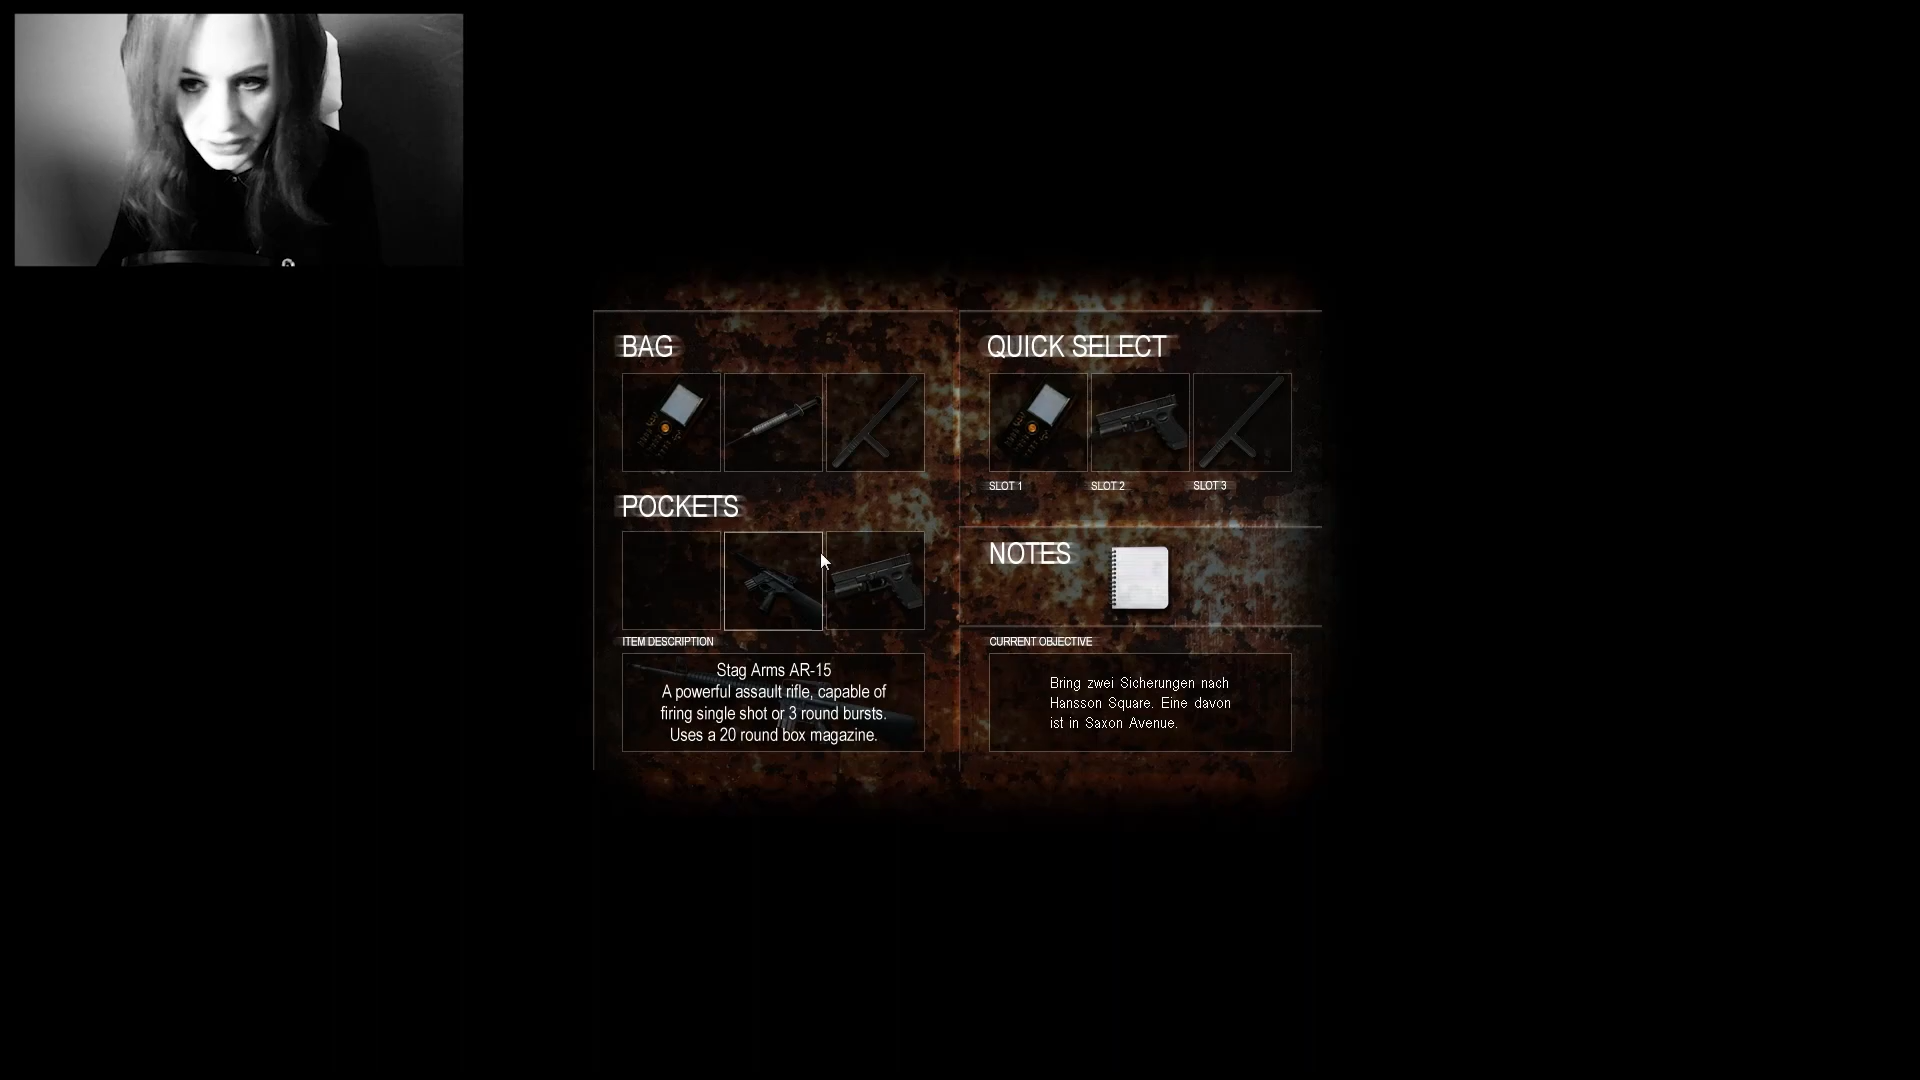 BAG
POCKETS
ITEM DESCRIPTION
Stag Arms AR-15
A powerful assault rifle, capable of
firing single shot or 3 round bursts.
Uses a 20 round box magazine.
QUICK SELECT
SLOT 1
SLOT 2
SLOT 3
NOTES
CURRENT OBJECTIVE
Bring zwei Sicherungen nach
Hansson Square. Eine davon
ist in Saxon Avenue.